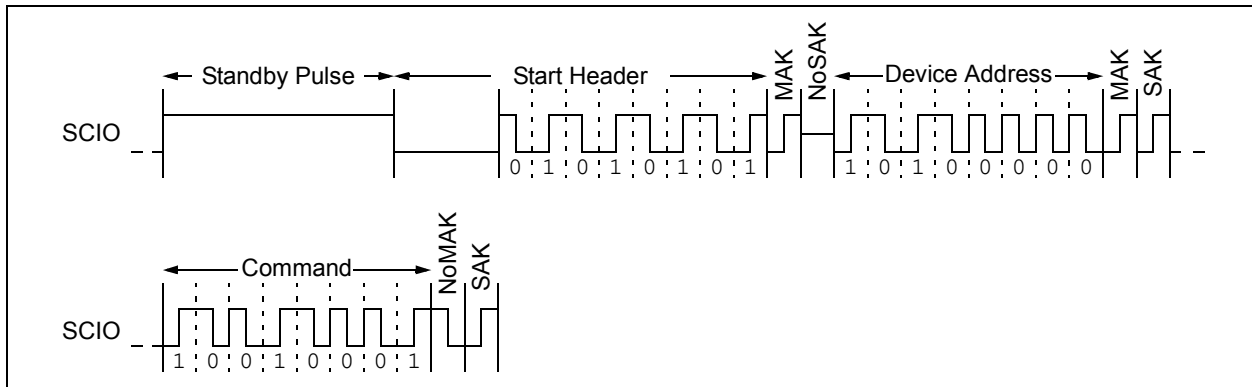 Standby Pulse Start Header MAK NoSAK Device Address MAK SAK
SCIO
0 1 0 1 0 1 0 1 1 0 1 0 0 0 0 0
Command NoMAK SAK
SCIO
1 0 0 1 0 0 0 1